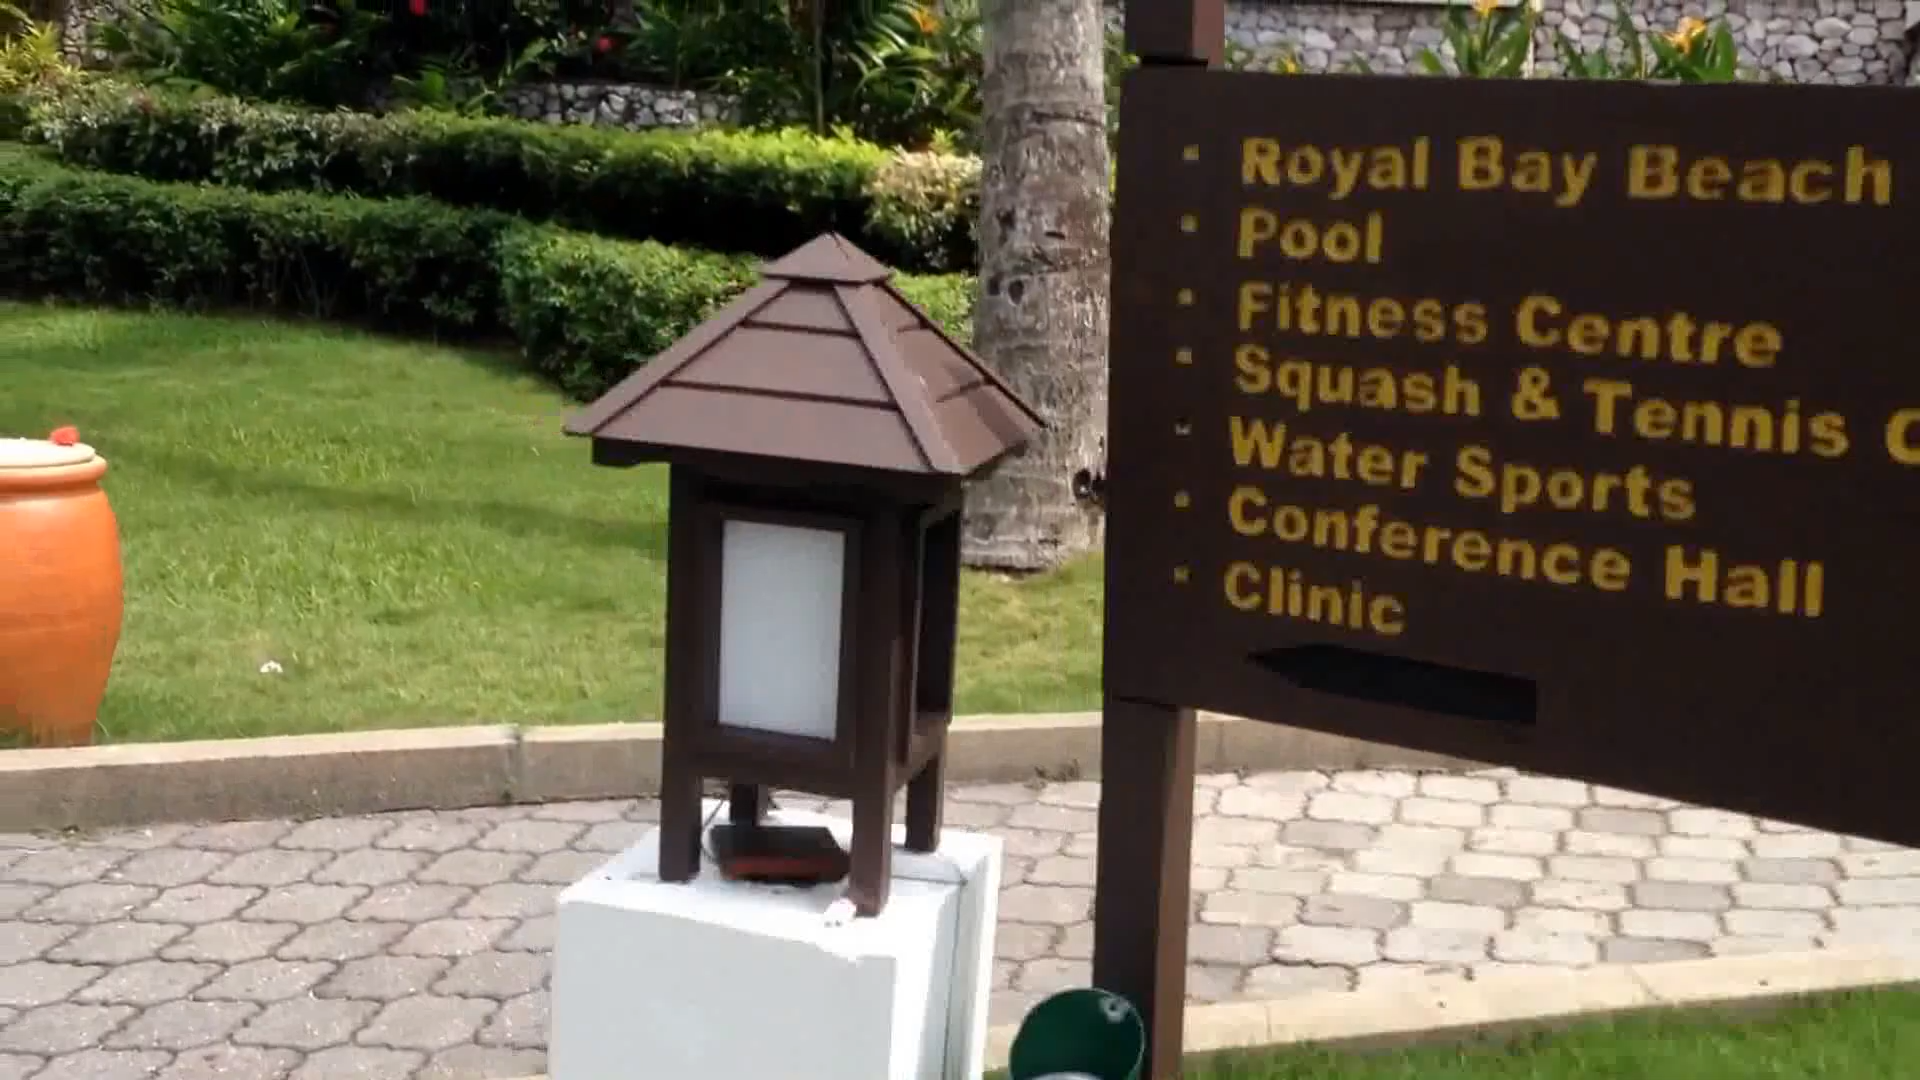 Royal Bay Beach
Pool
Fitness Centre
Squash & Tennis
Water Sports
Conference Hall
Clinic